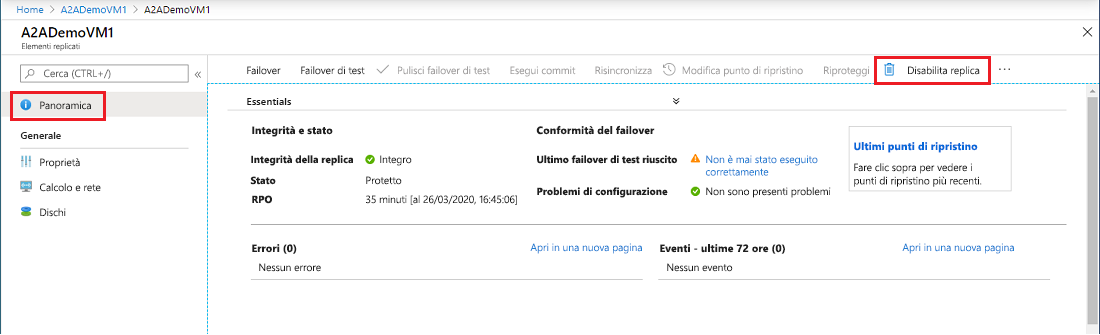 Home > A2ADemoVM1 > A2ADemoVM1
A2ADemoVM1
Elementi replicati
Cerca (CTRL+/)
«
Failover
Failover di test
Pulisci failover di test
Esegui commit
Risincronizza
Modifica punto di ripristino
Riproteggi
Disabilita replica
...
Panoramica
Generale
Proprietà
Calcolo e rete
Dischi
Essentials
Integrità e stato
Integrità della replica Integro
Stato Protetto
RPO 35 minuti [al 26/03/2020, 16:45:06]
Conformità del failover
Ultimo failover di test riuscito Non è mai stato eseguito
correttamente
Problemi di configurazione Non sono presenti problemi
Ultimi punti di ripristino
Fare clic sopra per vedere i
punti di ripristino più recenti.
Errori (0) Apri in una nuova pagina
Nessun errore
Eventi - ultime 72 ore (0) Apri in una nuova pagina
Nessun evento